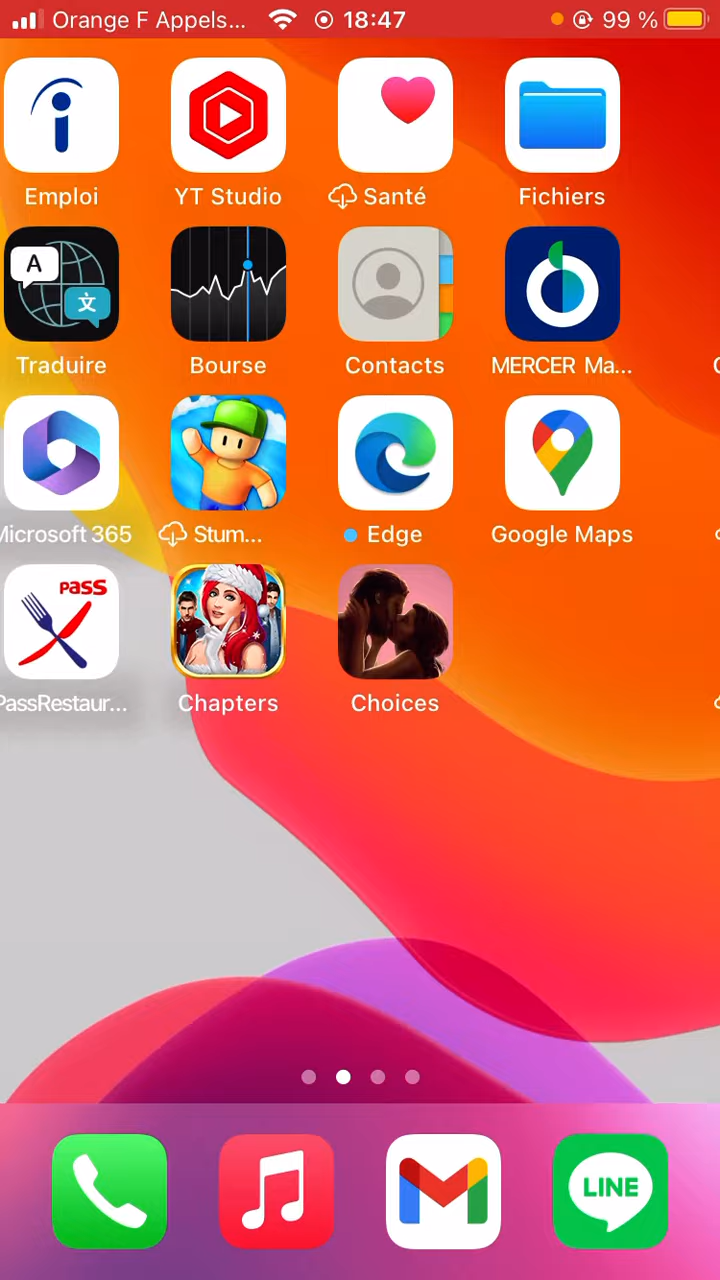 Orange F Appels... 18:47 99 %
Emploi YT Studio Santé Fichiers
A 文
Traduire Bourse Contacts MERCER Ma...
Microsoft 365 Stum... Edge Google Maps
pass
PassRestaur... Chapters Choices
LINE